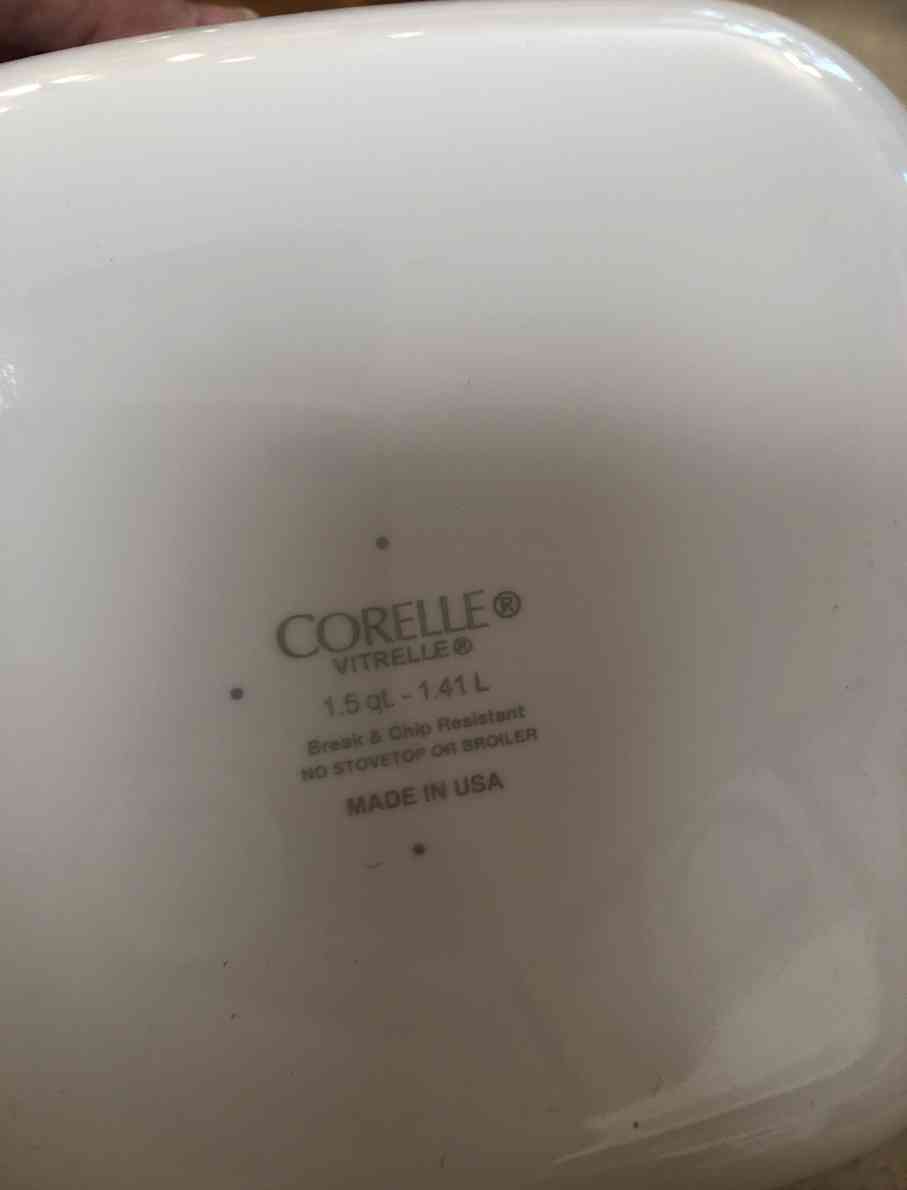 CORELLE®
VITRELLE®
1.5 qt. - 1.41 L
Break & Chip Resistant
NO STOVETOP OR BROILER
MADE IN USA